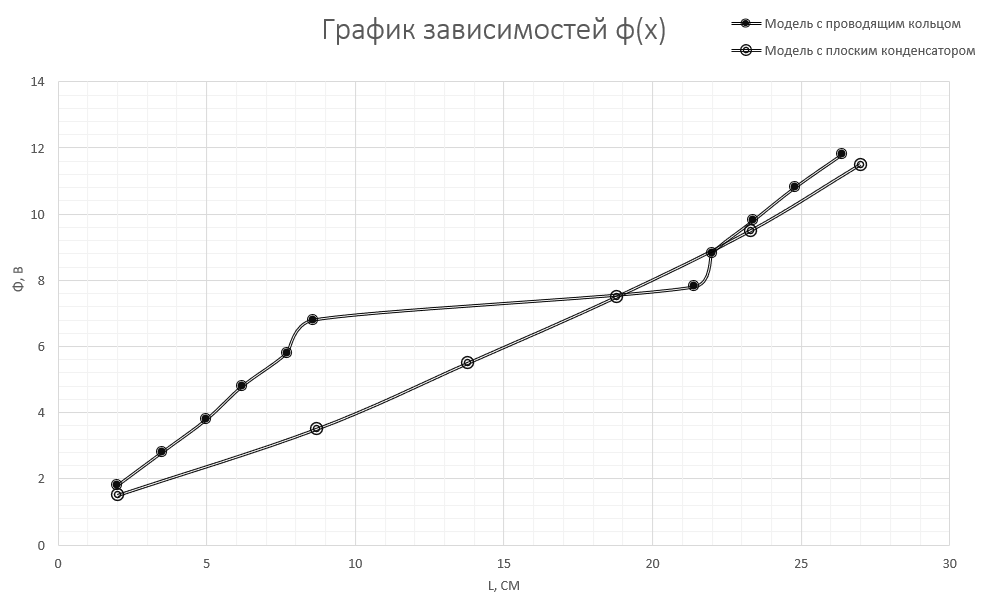 График зависимостей ф(х)
Модель с проводящим кольцом
Модель с плоским конденсатором
14
12
10
8
6
4
2
0
Ф, в
0 5 10 15 20 25 30
L, см